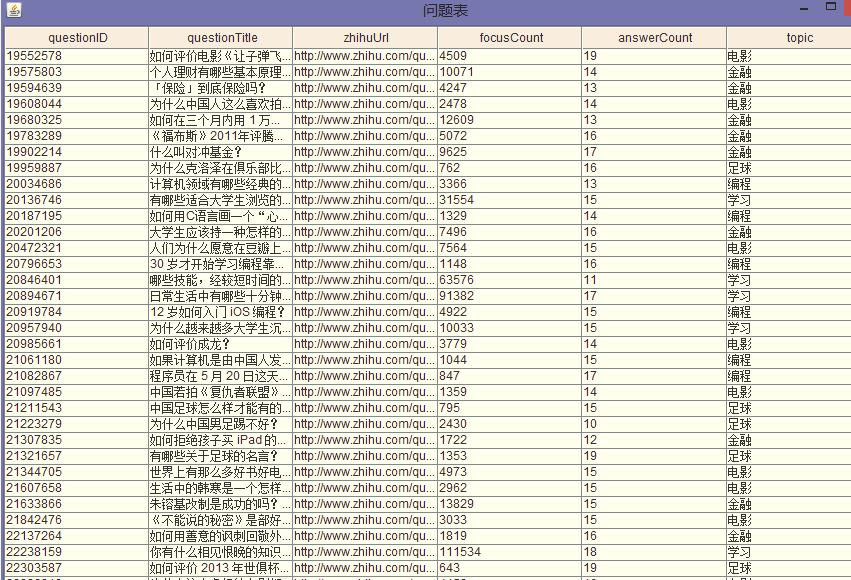 问题表
questionID questionTitle zhihuUrl focusCount answerCount topic
19552578 如何评价电影《让子弹飞... http://www.zhihu.com/qu... 4509 19 电影
19575803 个人理财有哪些基本原理... http://www.zhihu.com/qu... 10071 14 金融
19594639 「保险」到底保险吗? http://www.zhihu.com/qu... 4247 13 金融
19608044 为什么中国人这么喜欢拍... http://www.zhihu.com/qu... 2478 14 电影
19680325 如何在三个月内用 1 万... http://www.zhihu.com/qu... 12609 13 金融
19783289 《福布斯》2011年评腾... http://www.zhihu.com/qu... 5072 16 金融
19902214 什么叫对冲基金? http://www.zhihu.com/qu... 9625 17 金融
19959887 为什么克洛泽在俱乐部比... http://www.zhihu.com/qu... 762 16 足球
20034686 计算机领域有哪些经典的... http://www.zhihu.com/qu... 3366 13 编程
20136746 有哪些适合大学生浏览的... http://www.zhihu.com/qu... 31554 15 学习
20187195 如何用C语言画一个“心... http://www.zhihu.com/qu... 1329 14 编程
20201206 大学生应该持一种怎样的... http://www.zhihu.com/qu... 7496 16 金融
20472321 人们为什么愿意在豆瓣上... http://www.zhihu.com/qu... 7564 15 电影
20796653 30 岁才开始学习编程靠... http://www.zhihu.com/qu... 1148 16 编程
20846401 哪些技能，经较短时间的... http://www.zhihu.com/qu... 63576 11 学习
20894671 日常生活中有哪些十分钟... http://www.zhihu.com/qu... 91382 17 学习
20919784 12 岁如何入门 iOS 编程? http://www.zhihu.com/qu... 4922 15 编程
20957940 为什么越来越多大学生沉... http://www.zhihu.com/qu... 10033 15 学习
20985661 如何评价成龙? http://www.zhihu.com/qu... 3779 14 电影
21061180 如果计算机是由中国人发... http://www.zhihu.com/qu... 1044 15 编程
21082867 程序员在 5 月 20 日这天... http://www.zhihu.com/qu... 847 17 编程
21097485 中国若拍《复仇者联盟》... http://www.zhihu.com/qu... 1359 14 电影
21211543 中国足球怎么样才能有的... http://www.zhihu.com/qu... 795 15 足球
21223279 为什么中国男足踢不好? http://www.zhihu.com/qu... 2430 10 足球
21307835 如何拒绝孩子买 iPad 的... http://www.zhihu.com/qu... 1722 12 金融
21321657 有哪些关于足球的名言? http://www.zhihu.com/qu... 1353 19 足球
21344705 世界上有那么多好书好电... http://www.zhihu.com/qu... 4973 15 电影
21607658 生活中的韩寒是一个怎样... http://www.zhihu.com/qu... 2962 15 电影
21633866 朱镕基改制是成功的吗? http://www.zhihu.com/qu... 13829 15 金融
21842476 《不能说的秘密》是部好... http://www.zhihu.com/qu... 3033 15 电影
22137264 如何用善意的讽刺回敬外... http://www.zhihu.com/qu... 1819 16 金融
22238159 你有什么相见恨晚的知识... http://www.zhihu.com/qu... 111534 18 学习
22303587 如何评价 2013 年世俱杯... http://www.zhihu.com/qu... 643 19 足球